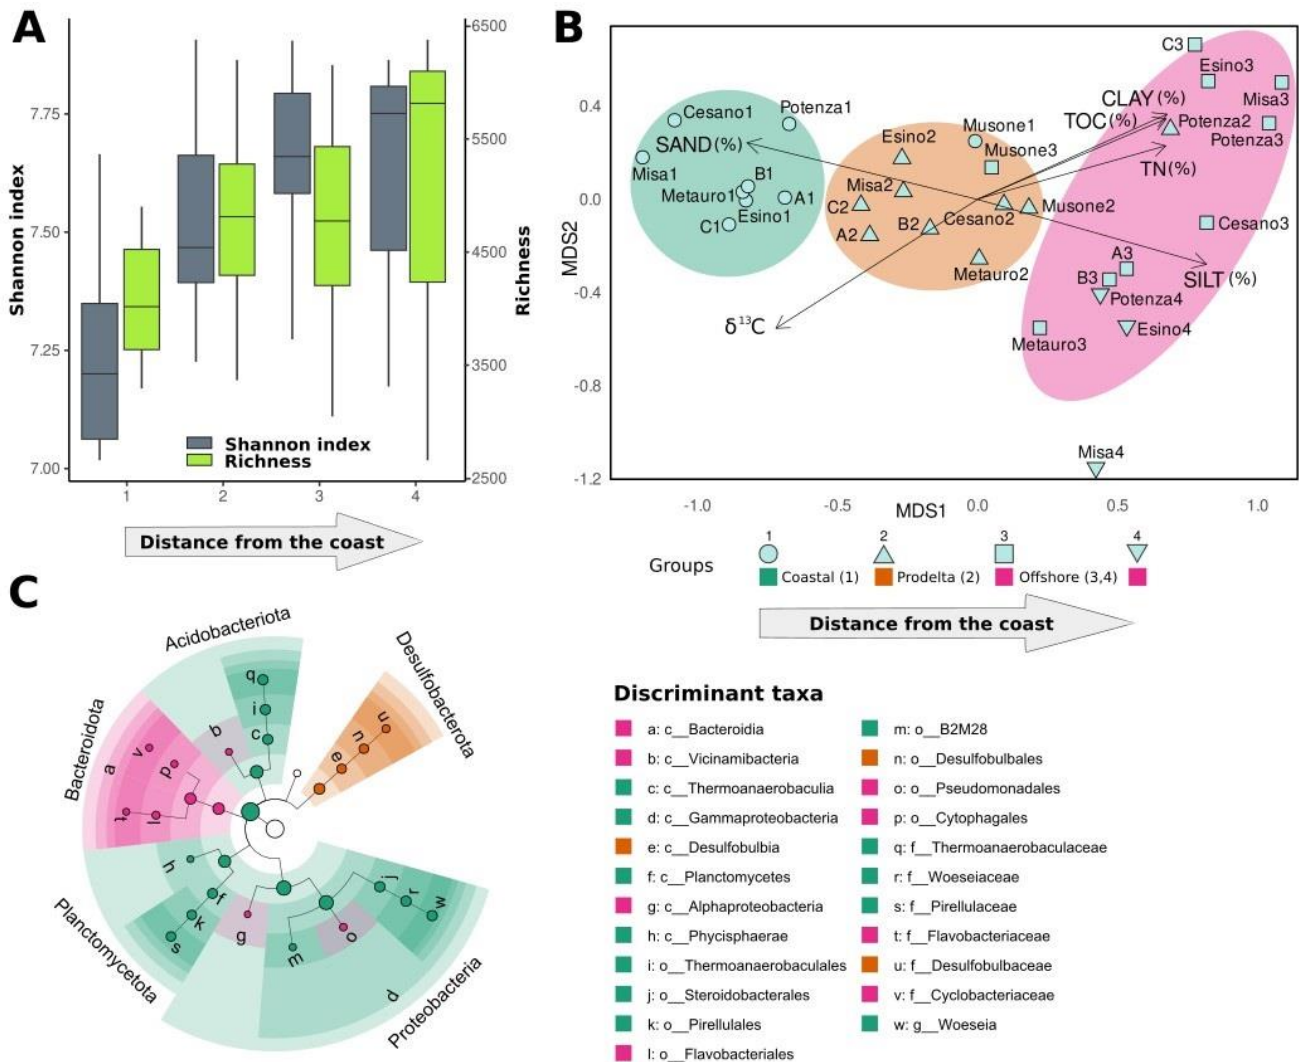 A
7.75
7.50
7.25
7.00
Shannon index
6500
5500
4500
3500
2500
Richness
Shannon index
Richness
1 2 3 4
Distance from the coast
B
0.4
0.0
-0.4
-0.8
-1.2
MDS2
C3
Esino3
CLAY (%)
Misa3
Cesano1
Potenza1
TOC (%)
Potenza2
Musone1
Esino2
Potenza3
SAND (%)
Musone3
TN (%)
Misa1
B1
Misa2
Metauro1
A1
C2
Cesano2
Musone2
Esino1
B2
Cesano3
C1
A2
A3
Metauro2
B3
SILT (%)
Potenza4
δ¹³C
Esino4
Metauro3
Misa4
-1.0 -0.5 0.0 0.5 1.0
MDS1
1 2 3 4
Groups
Coastal (1) Prodelta (2) Offshore (3,4)
Distance from the coast
C
Acidobacteriota
Desulfobacterota
Bacteroidota
Planctomycetota
Proteobacteria
q
i
c
b
u
n
e
v
a
p
t
l
h
f
k
s
g
m
o
j
r
w
d
Discriminant taxa
a: c__Bacteroidia
b: c__Vicinamibacteria
c: c__Thermoanaerobaculia
d: c__Gammaproteobacteria
e: c__Desulfobulbia
f: c__Planctomycetes
g: c__Alphaproteobacteria
h: c__Phycisphaerae
i: o__Thermoanaerobaculales
j: o__Steroidobacterales
k: o__Pirellulales
l: o__Flavobacteriales
m: o__B2M28
n: o__Desulfobulbales
o: o__Pseudomonadales
p: o__Cytophagales
q: f__Thermoanaerobaculaceae
r: f__Woeseiaceae
s: f__Pirellulaceae
t: f__Flavobacteriaceae
u: f__Desulfobulbaceae
v: f__Cyclobacteriaceae
w: g__Woeseia